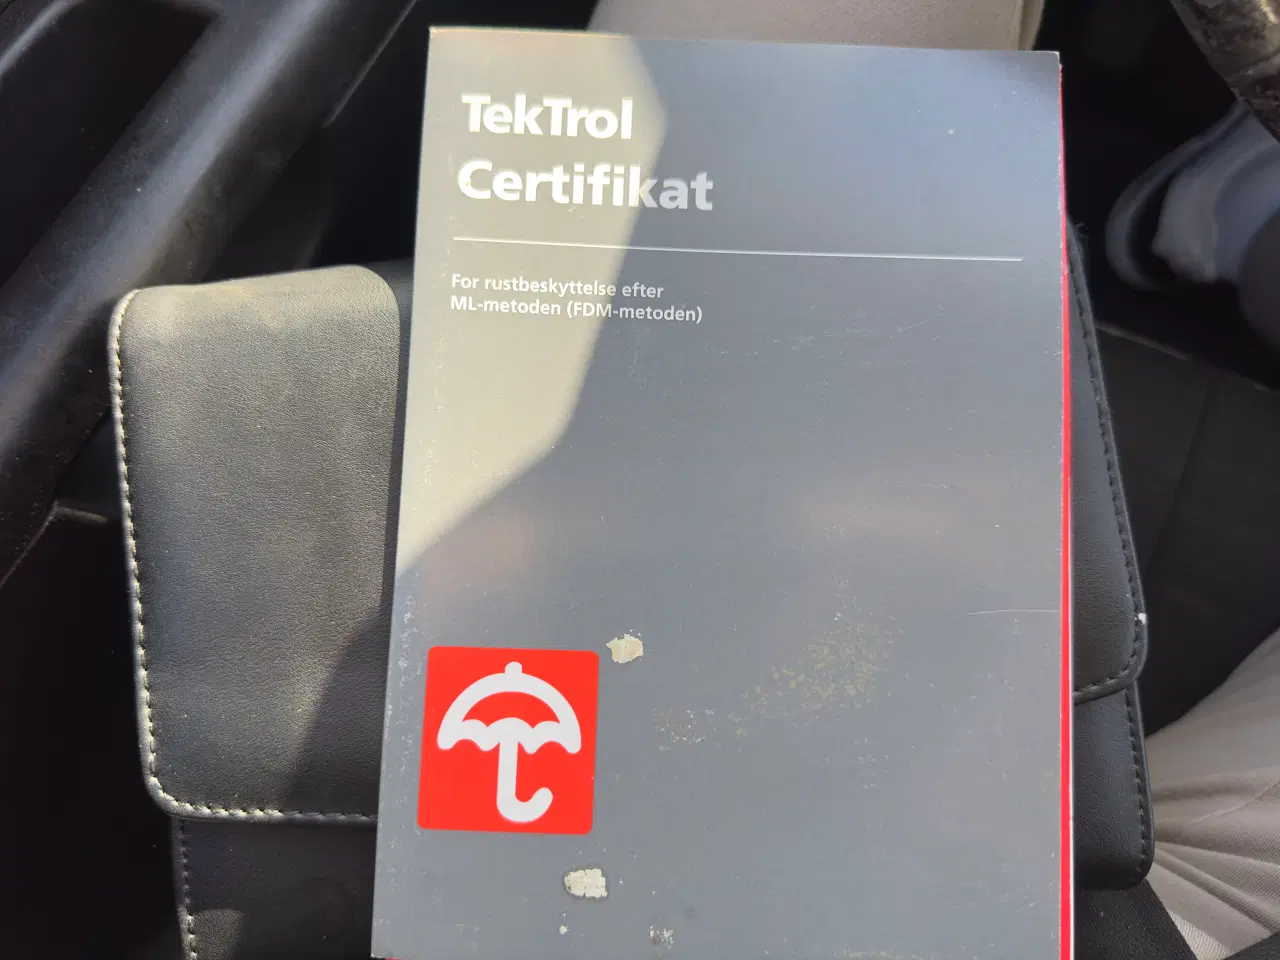 TekTrol
Certifikat
For rustbeskyttelse efter
ML-metoden (FDM-metoden)